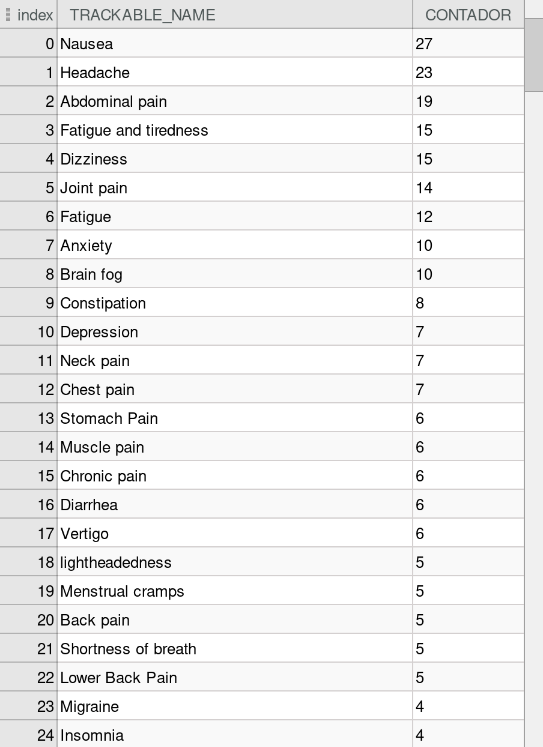 index TRACKABLE_NAME CONTADOR
0 Nausea 27
1 Headache 23
2 Abdominal pain 19
3 Fatigue and tiredness 15
4 Dizziness 15
5 Joint pain 14
6 Fatigue 12
7 Anxiety 10
8 Brain fog 10
9 Constipation 8
10 Depression 7
11 Neck pain 7
12 Chest pain 7
13 Stomach Pain 6
14 Muscle pain 6
15 Chronic pain 6
16 Diarrhea 6
17 Vertigo 6
18 lightheadedness 5
19 Menstrual cramps 5
20 Back pain 5
21 Shortness of breath 5
22 Lower Back Pain 5
23 Migraine 4
24 Insomnia 4